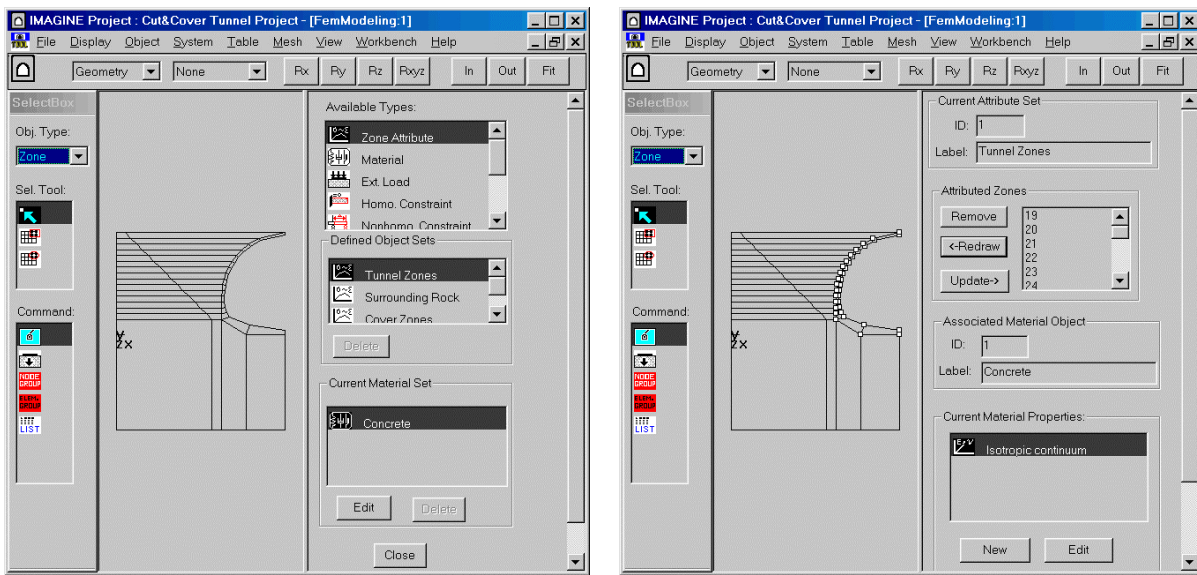 IMAGINE Project : Cut&Cover Tunnel Project - [FemModeling:1]
File Display Object System Table Mesh View Workbench Help
Geometry None Rx Ry Rz Rxyz In Out Fit
SelectBox
Obj. Type:
Zone
Sel. Tool:
Command:
NODE GROUP
ELEM. GROUP
LIST
y
zx
Available Types:
Zone Attribute
Material
Ext. Load
Homo. Constraint
Nonhomo. Constraint
Defined Object Sets
Tunnel Zones
Surrounding Rock
Cover Zones
Delete
Current Material Set
Concrete
Edit Delete
Close
IMAGINE Project : Cut&Cover Tunnel Project - [FemModeling:1]
File Display Object System Table Mesh View Workbench Help
Geometry None Rx Ry Rz Rxyz In Out Fit
SelectBox
Obj. Type:
Zone
Sel. Tool:
Command:
NODE GROUP
ELEM. GROUP
LIST
y
zx
Current Attribute Set
ID: 1
Label: Tunnel Zones
Attributed Zones
Remove
<-Redraw
Update->
19
20
21
22
23
24
Associated Material Object
ID: 1
Label: Concrete
Current Material Properties:
Isotropic continuum
New Edit